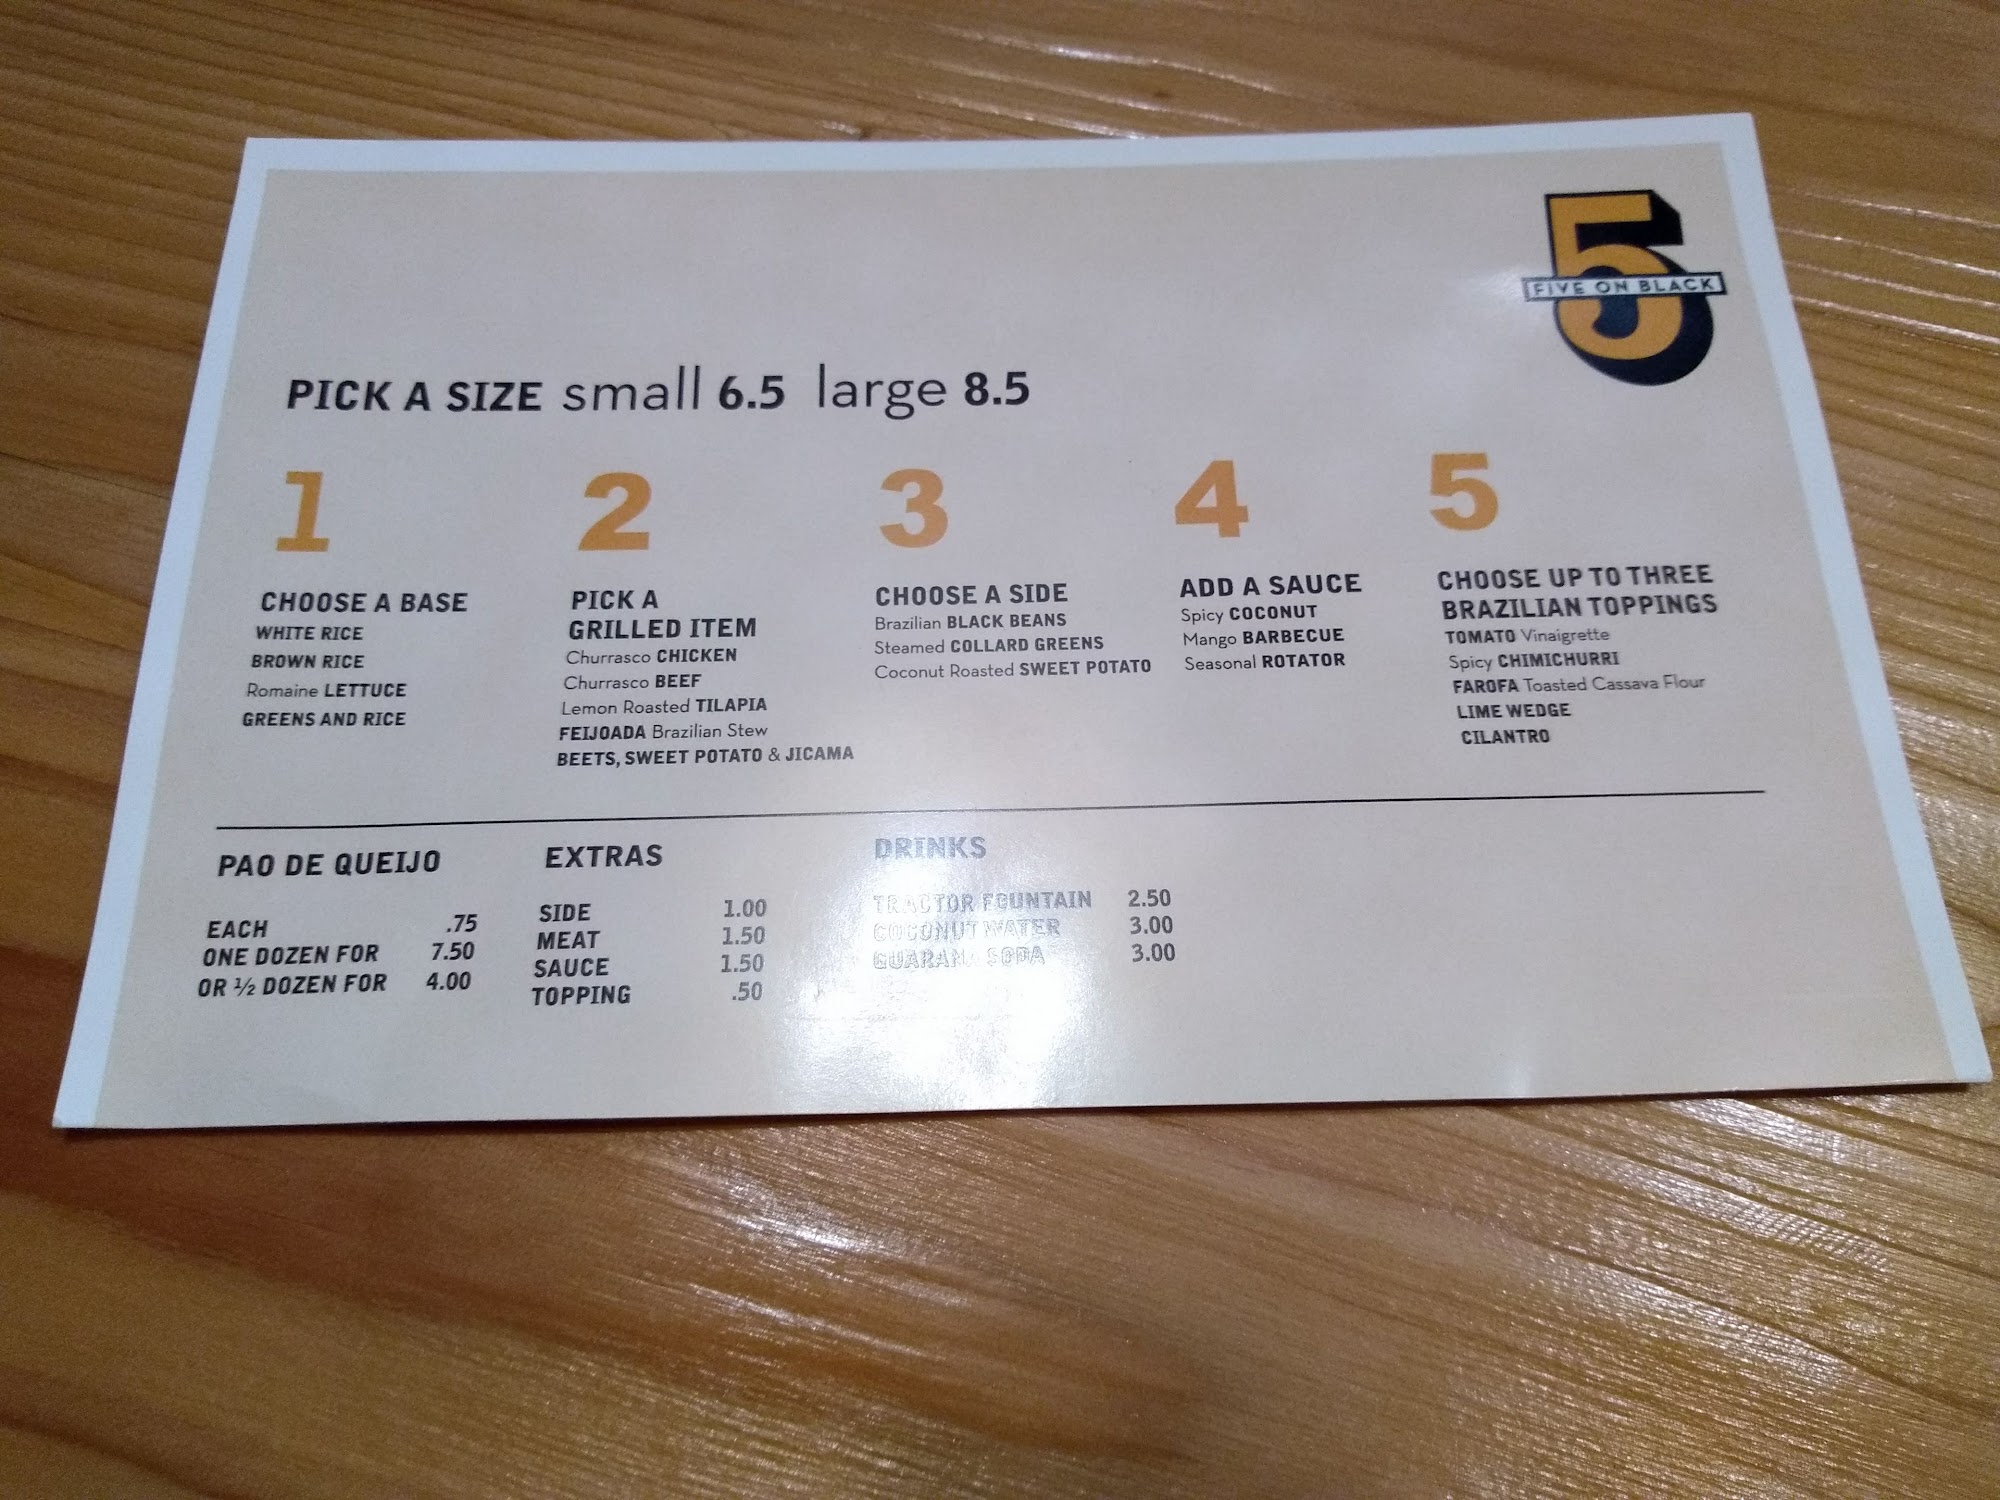 5
FIVE ON BLACK
PICK A SIZE small 6.5 large 8.5
1
CHOOSE A BASE
WHITE RICE
BROWN RICE
Romaine LETTUCE
GREENS AND RICE
2
PICK A
GRILLED ITEM
Churrasco CHICKEN
Churrasco BEEF
Lemon Roasted TILAPIA
FEIJOADA Brazilian Stew
BEETS, SWEET POTATO & JICAMA
3
CHOOSE A SIDE
Brazilian BLACK BEANS
Steamed COLLARD GREENS
Coconut Roasted SWEET POTATO
4
ADD A SAUCE
Spicy COCONUT
Mango BARBECUE
Seasonal ROTATOR
5
CHOOSE UP TO THREE
BRAZILIAN TOPPINGS
TOMATO Vinaigrette
Spicy CHIMICHURRI
FAROFA Toasted Cassava Flour
LIME WEDGE
CILANTRO
PAO DE QUEIJO
EACH .75
ONE DOZEN FOR 7.50
OR ½ DOZEN FOR 4.00
EXTRAS
SIDE 1.00
MEAT 1.50
SAUCE 1.50
TOPPING .50
DRINKS
TRACTOR FOUNTAIN 2.50
COCONUT WATER 3.00
GUARANA SODA 3.00